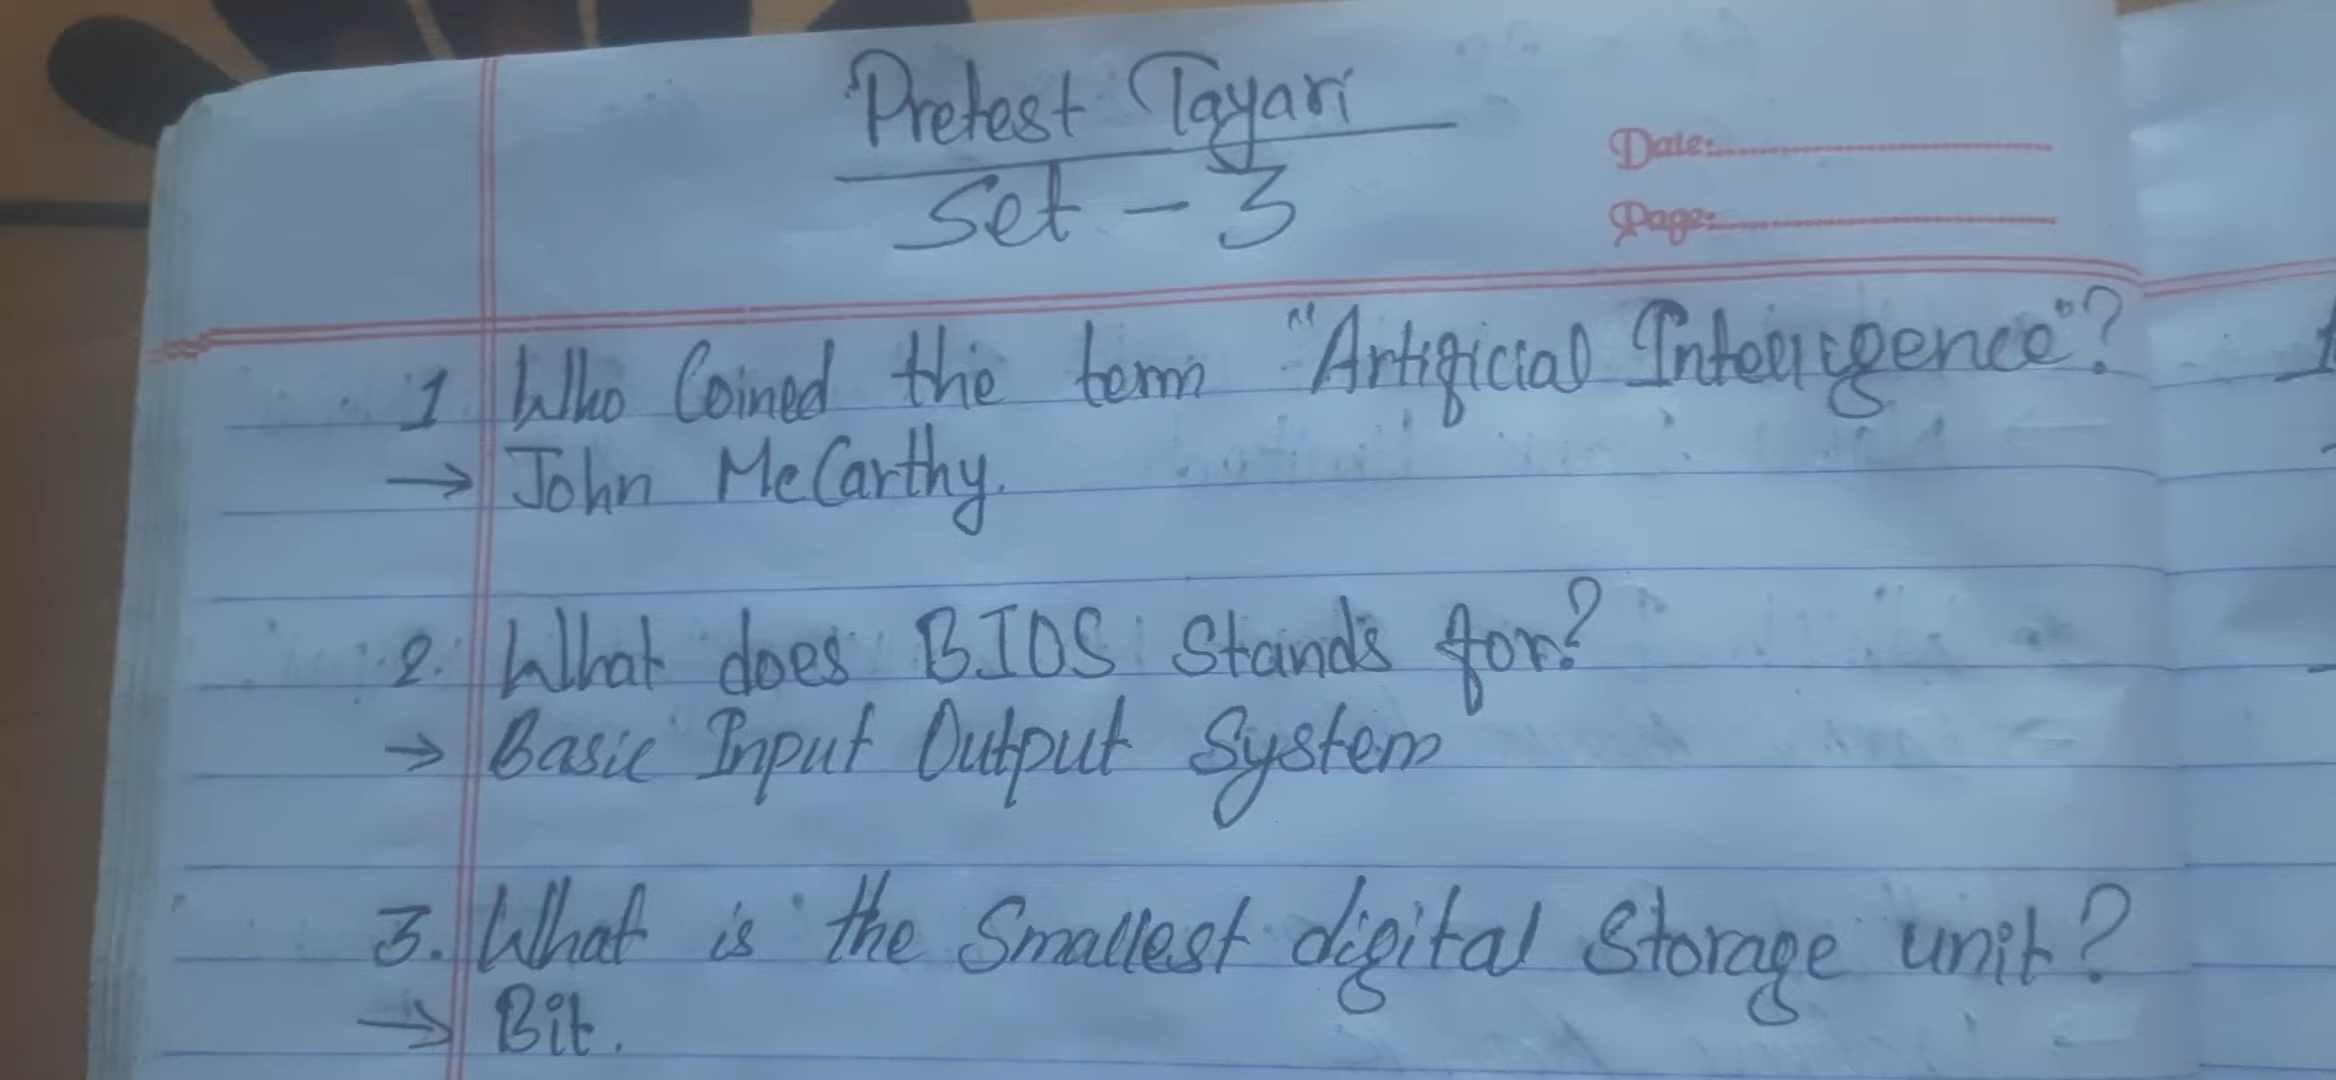 Pretest Tayari
Set - 3
Date:
Page:
1 Who Coined the term "Artificial Intelligence"?
→ John McCarthy.
2. What does BIOS Stands for?
→ Basic Input Output System
3. What is the Smallest digital Storage unit?
→ Bit.